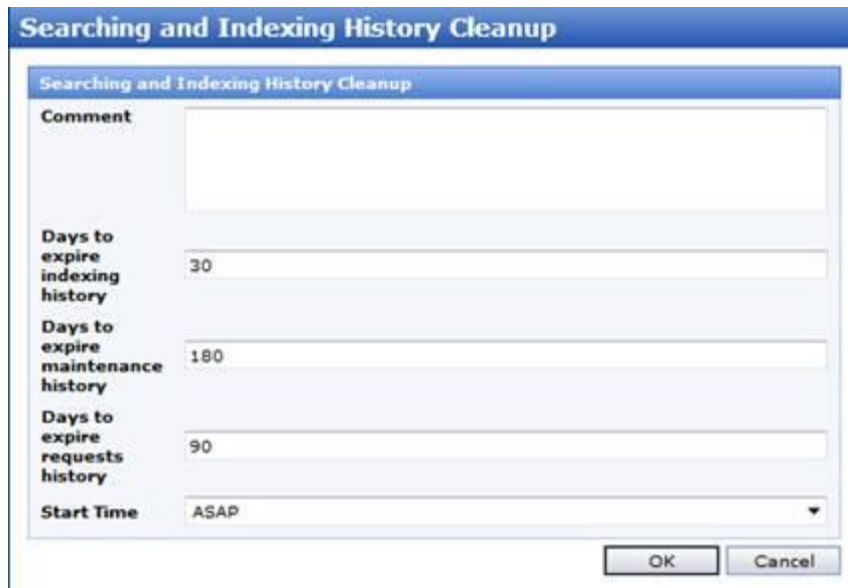 Searching and Indexing History Cleanup
Searching and Indexing History Cleanup
Comment
Days to
expire
indexing
history
30
Days to
expire
maintenance
history
180
Days to
expire
requests
history
90
Start Time
ASAP
OK
Cancel